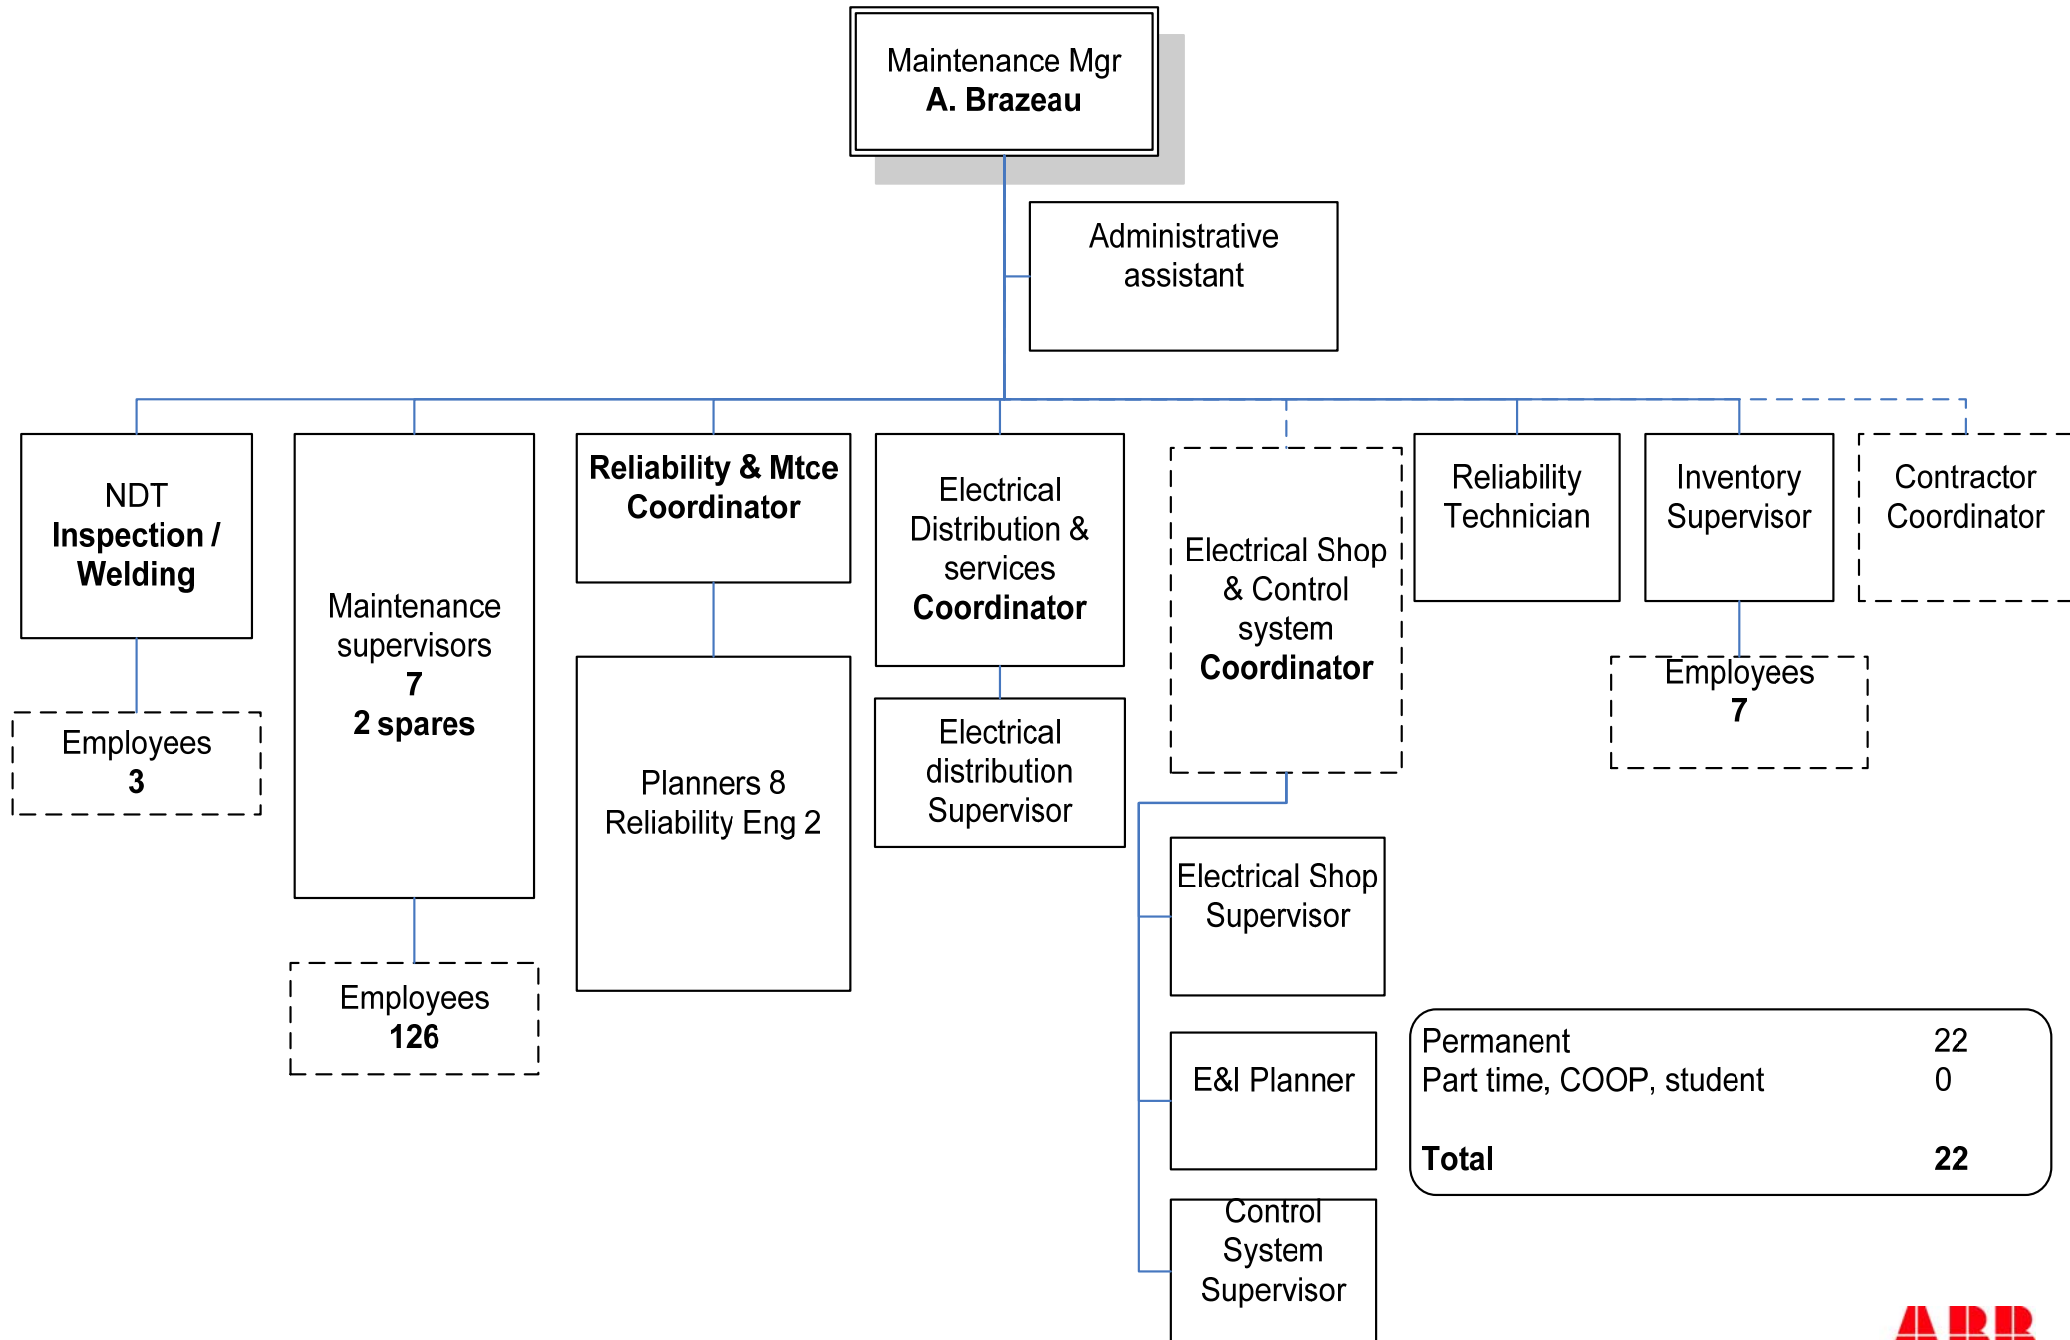 Maintenance Mgr
A. Brazeau
Administrative
assistant
NDT
Inspection /
Welding
Employees
3
Maintenance
supervisors
7
2 spares
Employees
126
Reliability & Mtce
Coordinator
Planners 8
Reliability Eng 2
Electrical
Distribution &
services
Coordinator
Electrical
distribution
Supervisor
Electrical Shop
& Control
system
Coordinator
Electrical Shop
Supervisor
E&I Planner
Control
System
Supervisor
Reliability
Technician
Inventory
Supervisor
Employees
7
Contractor
Coordinator
Permanent 22
Part time, COOP, student 0
Total 22
ABB